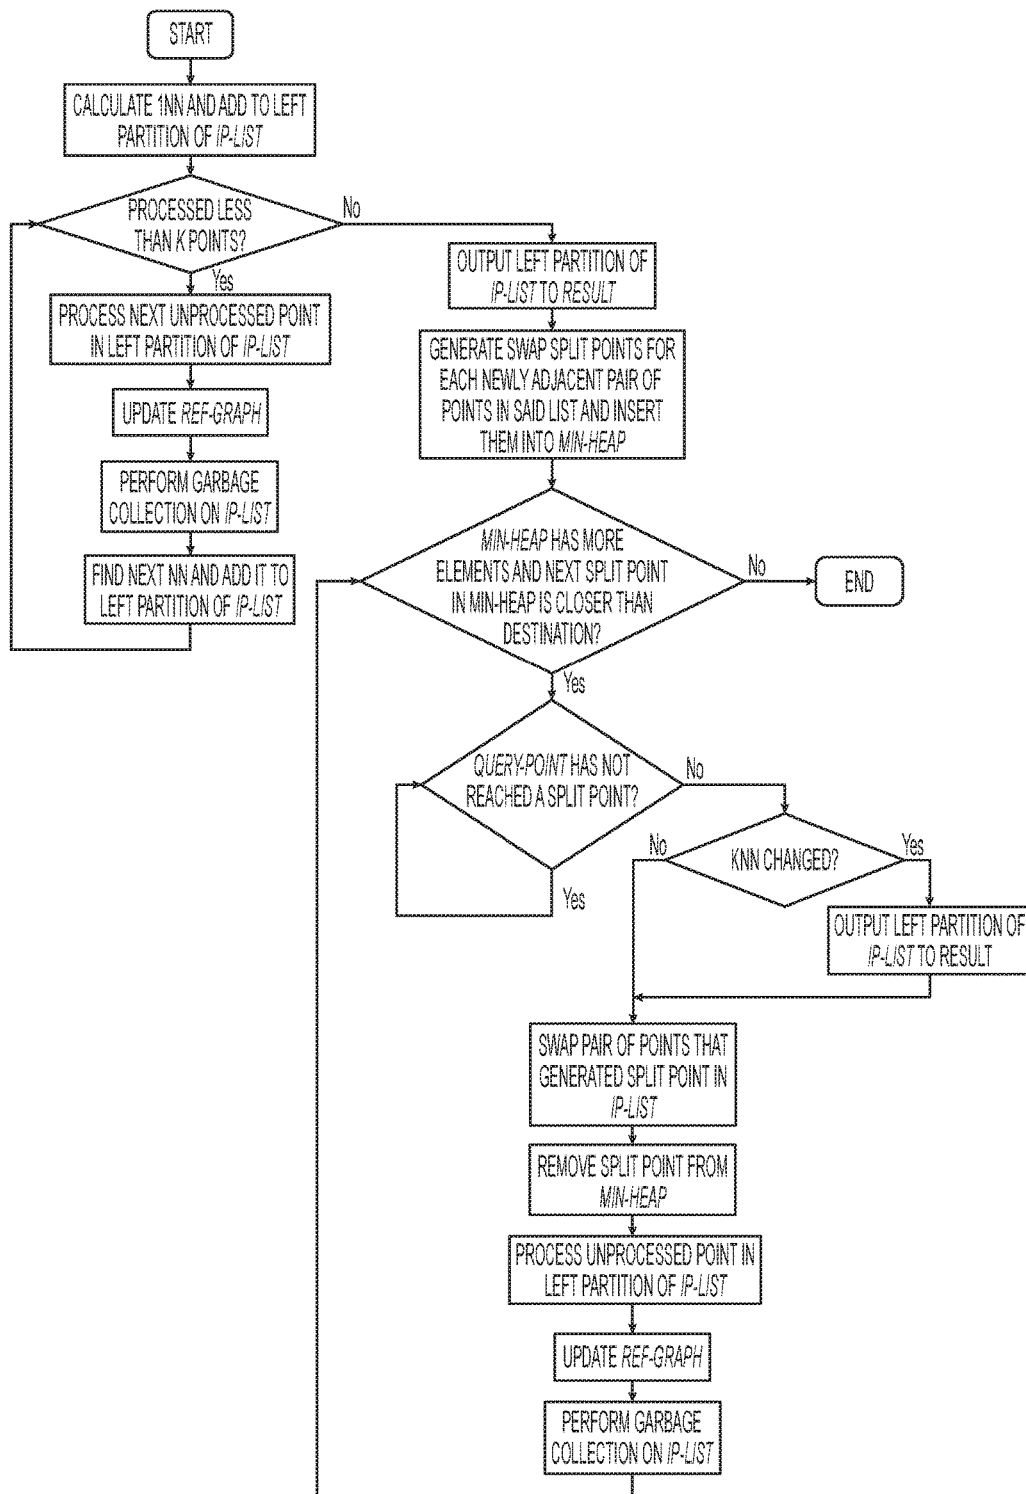 START
CALCULATE 1NN AND ADD TO LEFT
PARTITION OF IP-LIST
PROCESSED LESS
THAN K POINTS?
No
Yes
PROCESS NEXT UNPROCESSED POINT
IN LEFT PARTITION OF IP-LIST
UPDATE REF-GRAPH
PERFORM GARBAGE
COLLECTION ON IP-LIST
FIND NEXT NN AND ADD IT TO
LEFT PARTITION OF IP-LIST
OUTPUT LEFT PARTITION OF
IP-LIST TO RESULT
GENERATE SWAP SPLIT POINTS FOR
EACH NEWLY ADJACENT PAIR OF
POINTS IN SAID LIST AND INSERT
THEM INTO MIN-HEAP
MIN-HEAP HAS MORE
ELEMENTS AND NEXT SPLIT POINT
IN MIN-HEAP IS CLOSER THAN
DESTINATION?
No
END
Yes
QUERY-POINT HAS NOT
REACHED A SPLIT POINT?
No
Yes
KNN CHANGED?
No
Yes
OUTPUT LEFT PARTITION OF
IP-LIST TO RESULT
SWAP PAIR OF POINTS THAT
GENERATED SPLIT POINT IN
IP-LIST
REMOVE SPLIT POINT FROM
MIN-HEAP
PROCESS UNPROCESSED POINT IN
LEFT PARTITION OF IP-LIST
UPDATE REF-GRAPH
PERFORM GARBAGE
COLLECTION ON IP-LIST